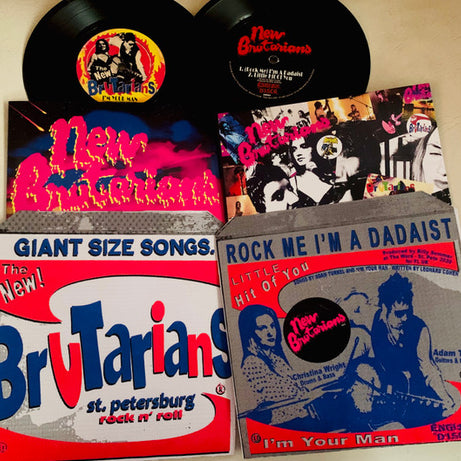 The New!
BruTarians
I'M YOUR MAN
New
Brutarians
1. (Rock Me) I'm A Dadaist
2. Little Hit Of You
New
Brutarians
New
Brutarians
Brutarians
GIANT SIZE SONGS.
The
New!
BruTarians
st. petersburg
rock n' roll
ROCK ME I'M A DADAIST
LITTLE
Hit Of You
New
Brutarians
Christina Wright
Drums & Bass
Adam T
Guitars &
I'm Your Man